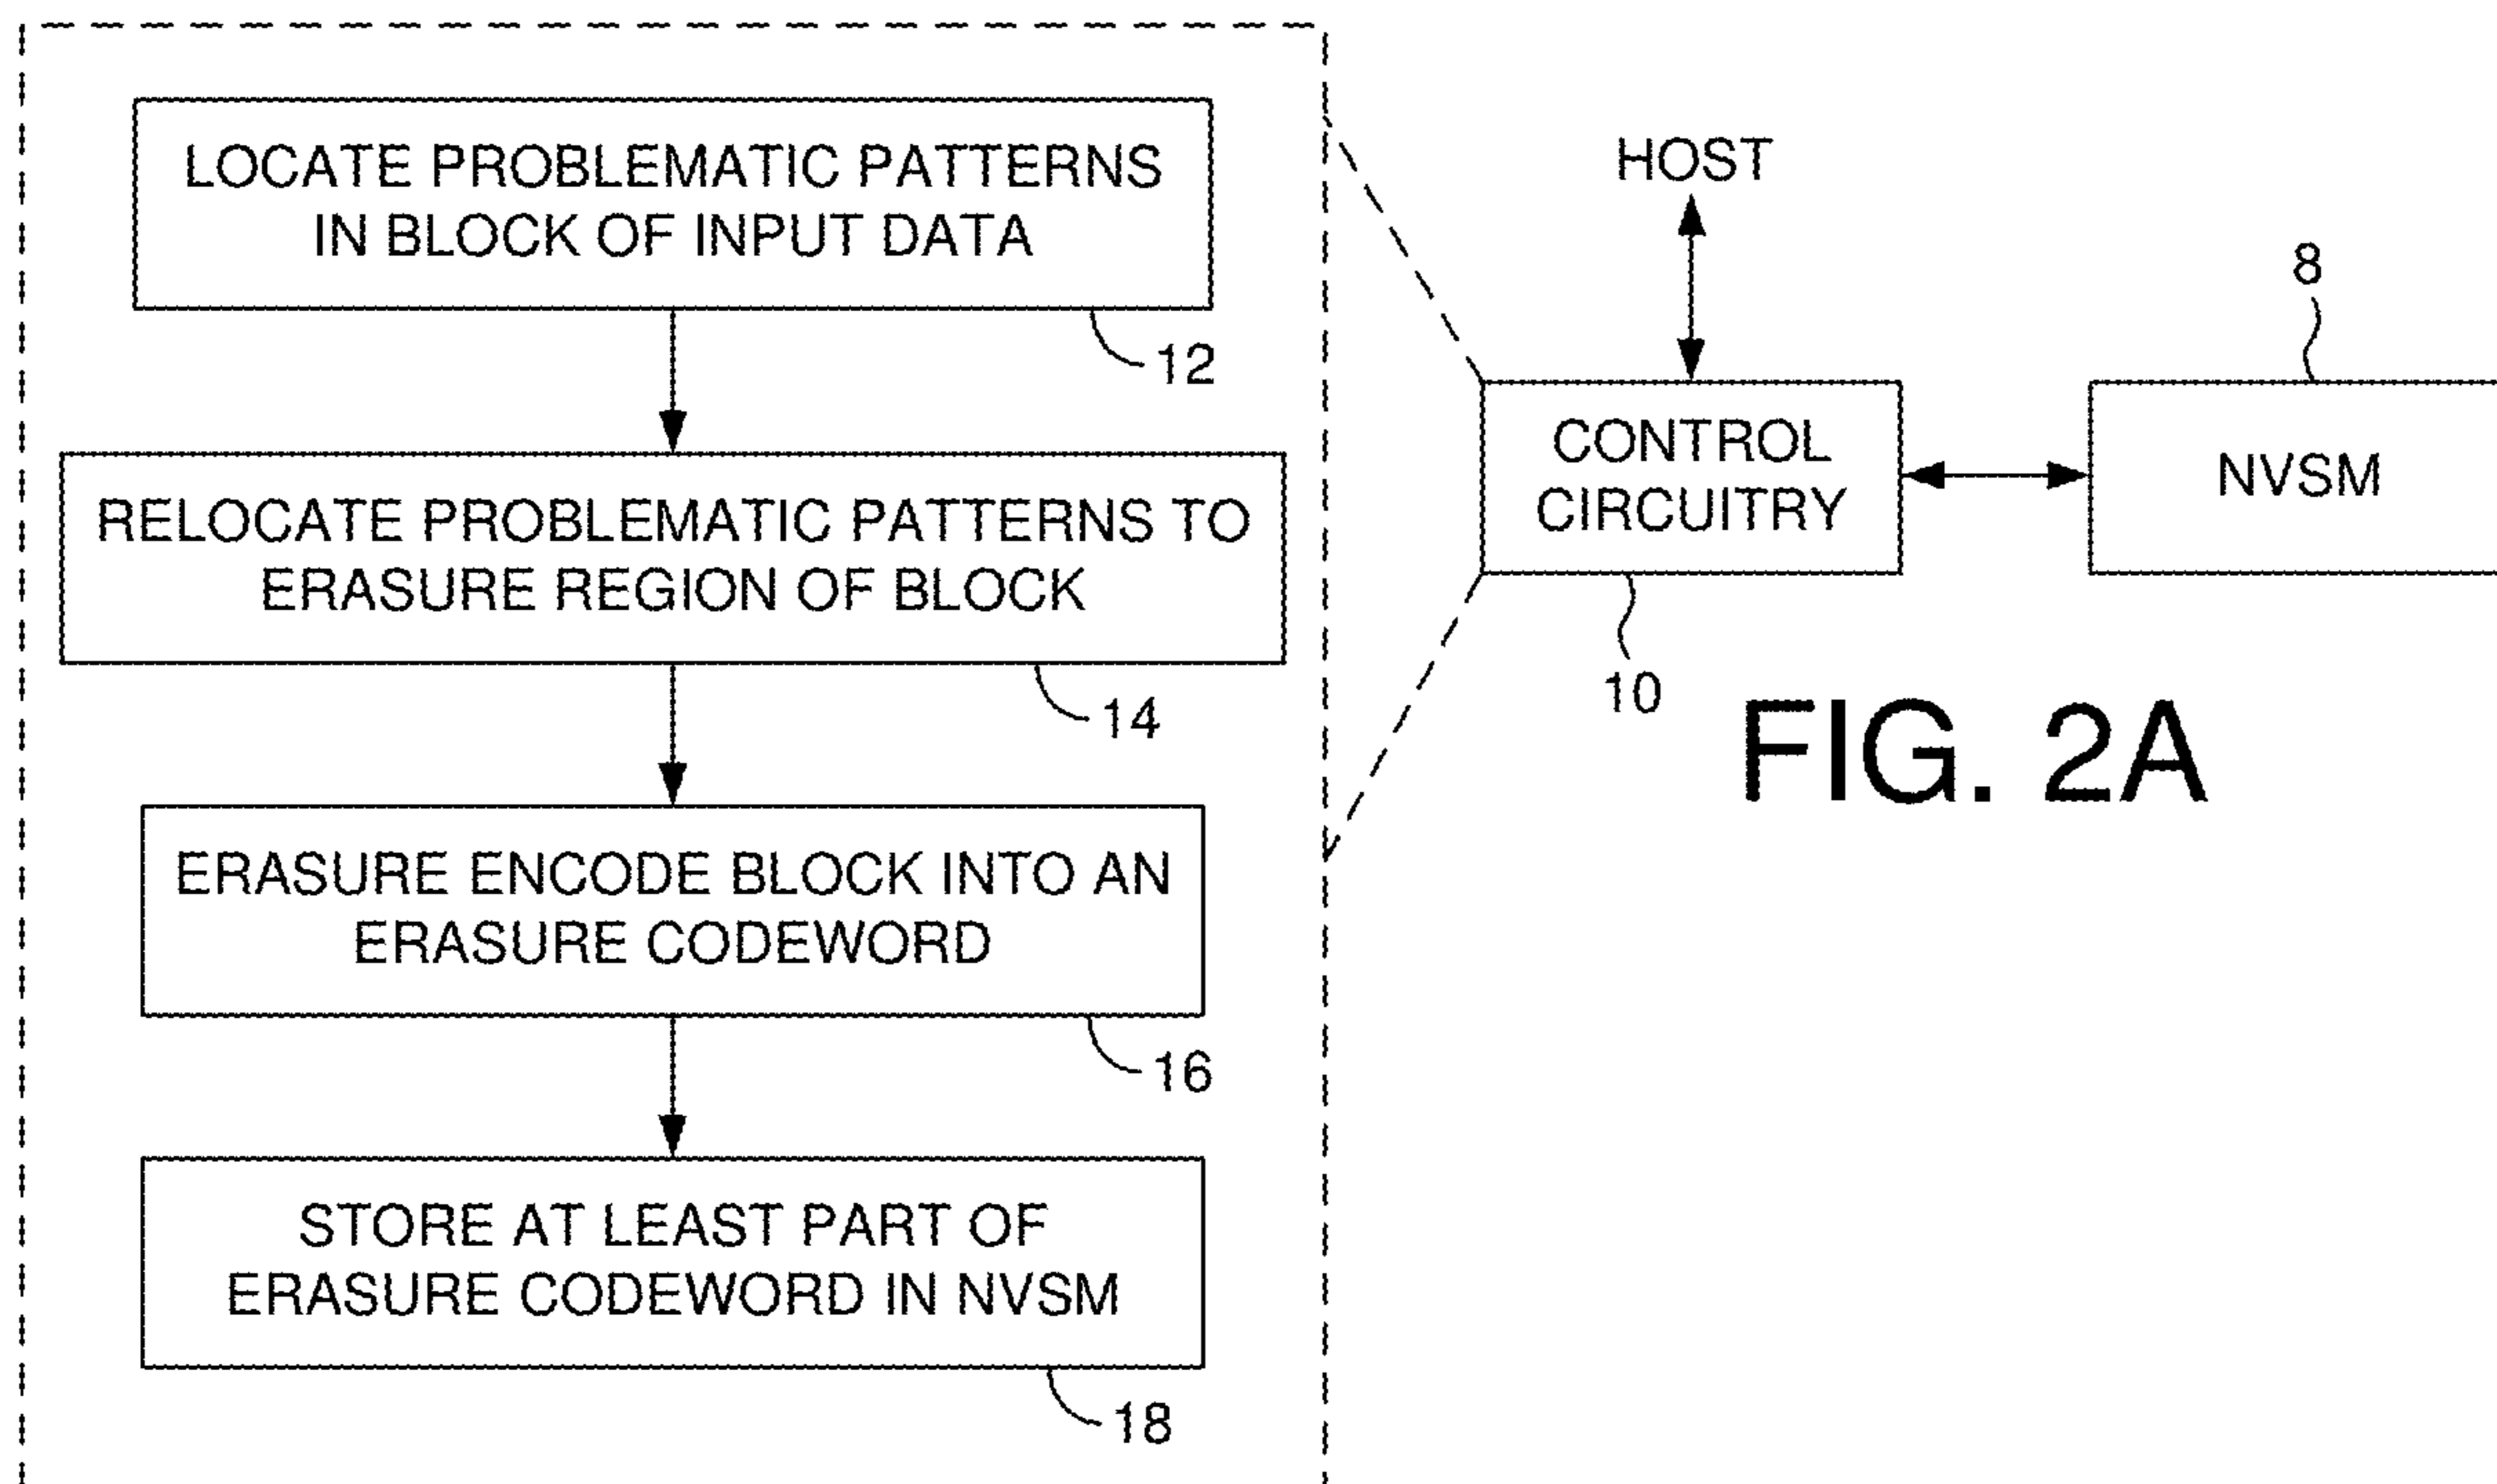 LOCATE PROBLEMATIC PATTERNS
IN BLOCK OF INPUT DATA
12
RELOCATE PROBLEMATIC PATTERNS TO
ERASURE REGION OF BLOCK
14
ERASURE ENCODE BLOCK INTO AN
ERASURE CODEWORD
16
STORE AT LEAST PART OF
ERASURE CODEWORD IN NVSM
18
HOST
CONTROL
CIRCUITRY
10
8
NVSM
FIG. 2A